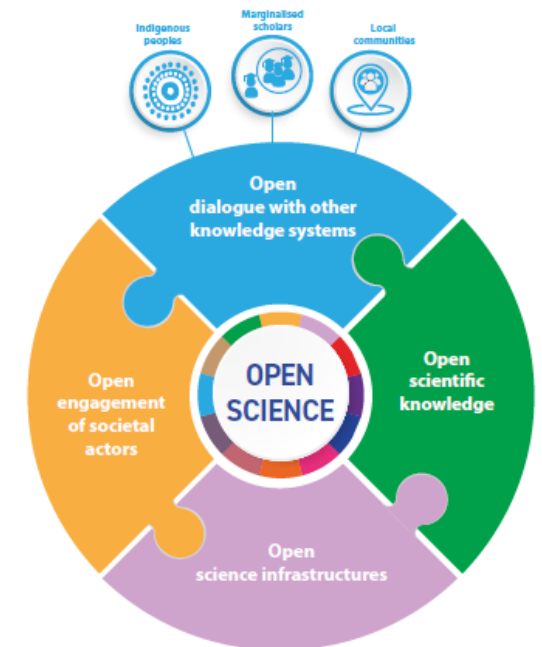 Indigenous
peoples
Marginalised
scholars
Local
communities
Open
dialogue with other
knowledge systems
Open
engagement
of societal
actors
OPEN
SCIENCE
Open
scientific
knowledge
Open
science infrastructures